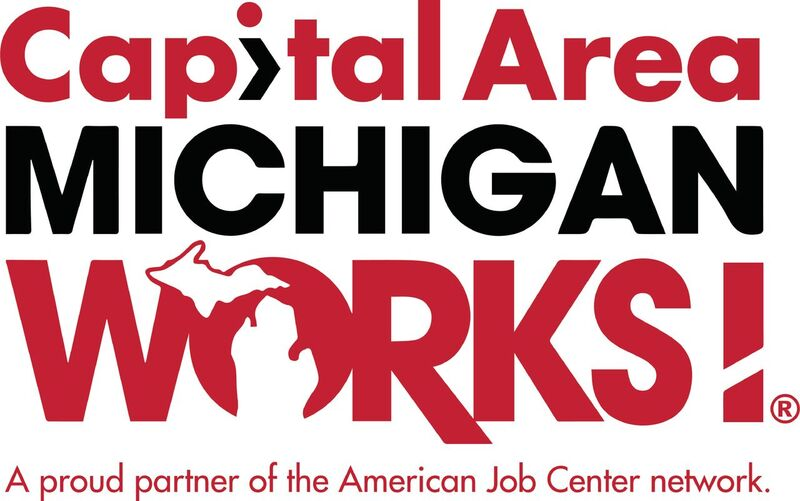 Capital Area
MICHIGAN
WORKS!®
A proud partner of the American Job Center network.